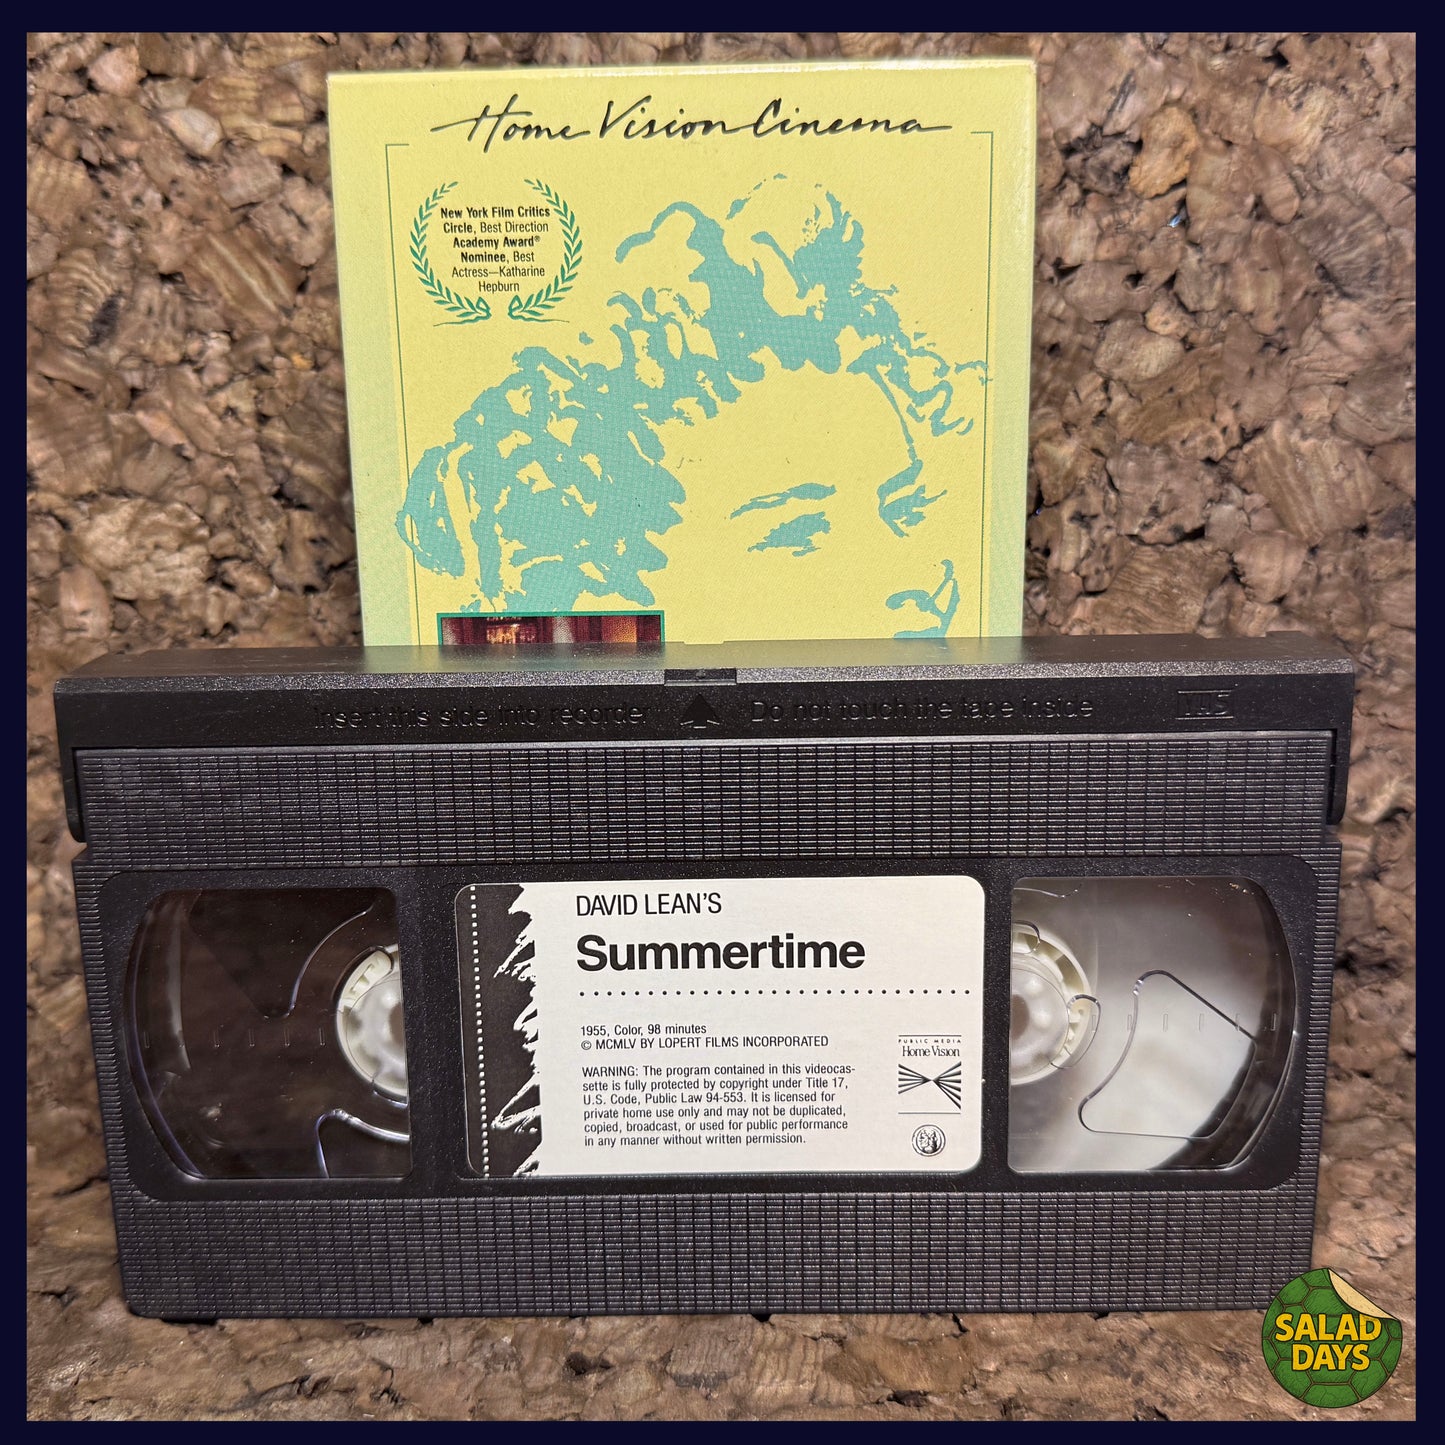 Home Vision Cinema
New York Film Critics
Circle, Best Direction
Academy Award®
Nominee, Best
Actress—Katharine
Hepburn
Insert this side into recorder
Do not touch the tape inside
VHS
DAVID LEAN'S
Summertime
1955, Color, 98 minutes
© MCMLV BY LOPERT FILMS INCORPORATED
WARNING: The program contained in this videocas-
sette is fully protected by copyright under Title 17,
U.S. Code, Public Law 94-553. It is licensed for
private home use only and may not be duplicated,
copied, broadcast, or used for public performance
in any manner without written permission.
PUBLIC MEDIA
Home Vision
SALAD
DAYS